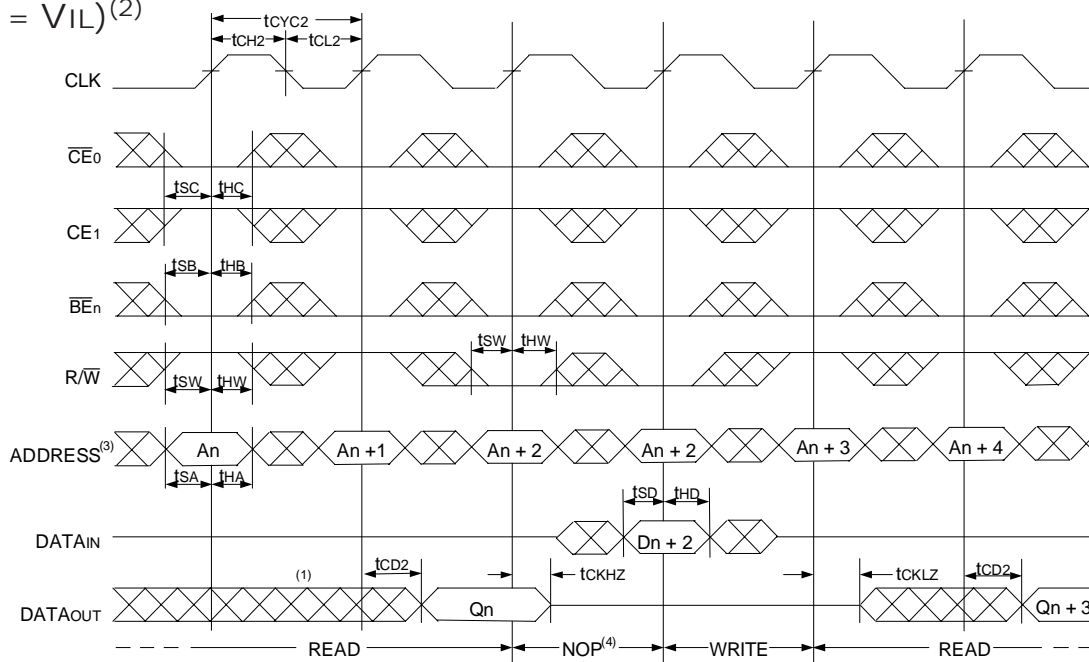 = VIL)(2)
tCYC2
tCH2 tCL2
CLK
CE0
tSC tHC
CE1
tSB tHB
BEn
tSW tHW
R/W
tSW tHW
ADDRESS(3) An An +1 An + 2 An + 2 An + 3 An + 4
tSA tHA
tSD tHD
DATAIN Dn + 2
(1) tCD2 tCKHZ tCKLZ tCD2
DATAOUT Qn Qn + 3
READ NOP(4) WRITE READ